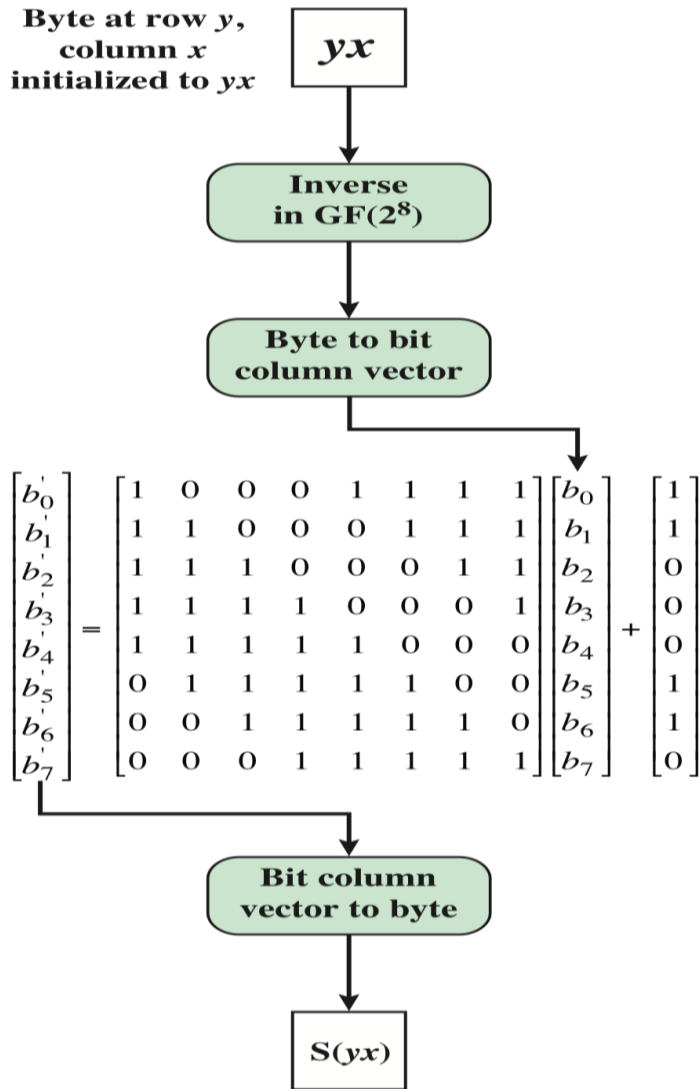 Byte at row y,
column x
initialized to yx
yx
Inverse
in GF(2⁸)
Byte to bit
column vector
b'₀ 1 0 0 0 1 1 1 1 b₀ 1
b'₁ 1 1 0 0 0 1 1 1 b₁ 1
b'₂ 1 1 1 0 0 0 1 1 b₂ 0
b'₃ 1 1 1 1 0 0 0 1 b₃ 0
b'₄ = 1 1 1 1 1 0 0 0 b₄ + 0
b'₅ 0 1 1 1 1 1 0 0 b₅ 1
b'₆ 0 0 1 1 1 1 1 0 b₆ 1
b'₇ 0 0 0 1 1 1 1 1 b₇ 0
Bit column
vector to byte
S(yx)